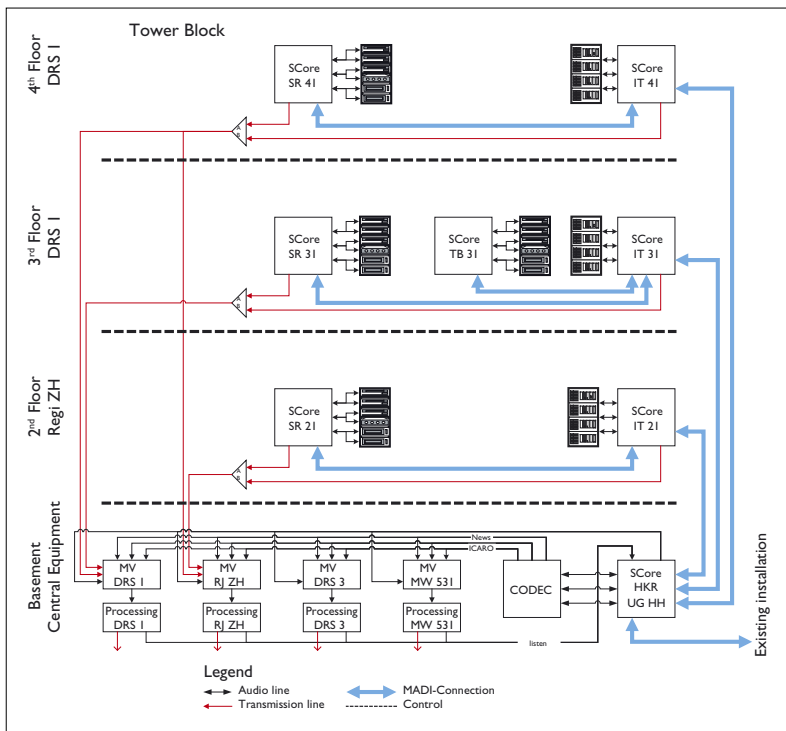 Tower Block
4th Floor
DRS 1
SCore
SR 41
SCore
IT 41
A
B
3rd Floor
DRS 1
SCore
SR 31
SCore
TB 31
SCore
IT 31
A
B
2nd Floor
Regi ZH
SCore
SR 21
SCore
IT 21
A
B
Basement
Central Equipment
News
ICARO
MV
DRS 1
MV
RJ ZH
MV
DRS 3
MV
MW 531
CODEC
SCore
HKR
UG HH
Processing
DRS 1
Processing
RJ ZH
Processing
DRS 3
Processing
MW 531
listen
Existing installation
Legend
Audio line
MADI-Connection
Transmission line
Control